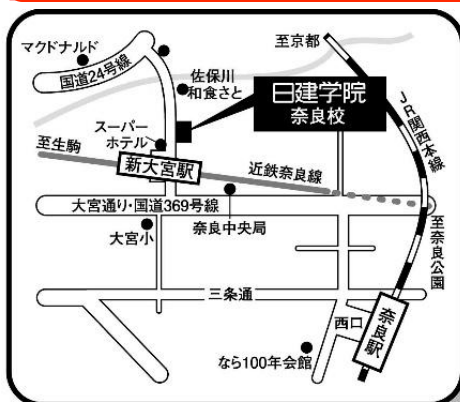 マクドナルド
国道24号線
至京都
佐保川
和食さと
日建学院
奈良校
JR関西本線
スーパー
ホテル
至生駒
新大宮駅
近鉄奈良線
大宮通り・国道369号線
大宮小
奈良中央局
至奈良公園
三条通
西口
奈良駅
なら100年会館